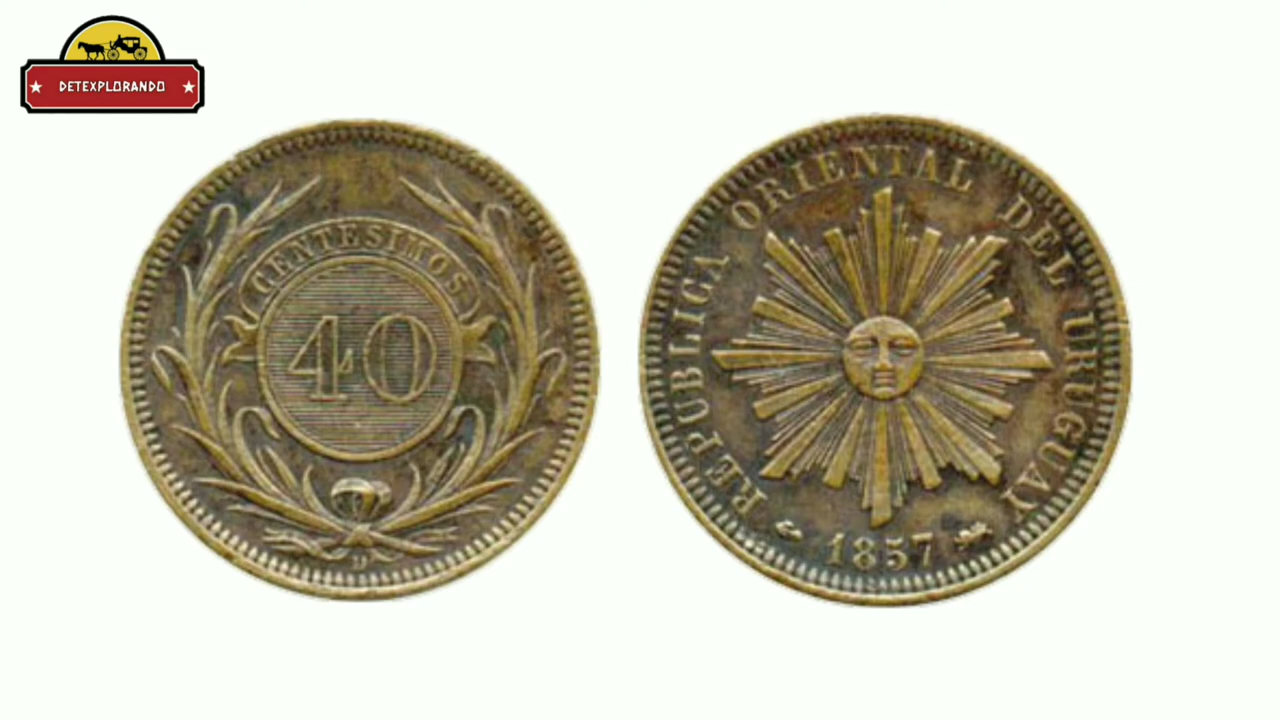 DETEXPLORANDO
CENTESIMOS
40
D
REPUBLICA ORIENTAL DEL URUGUAY
1857